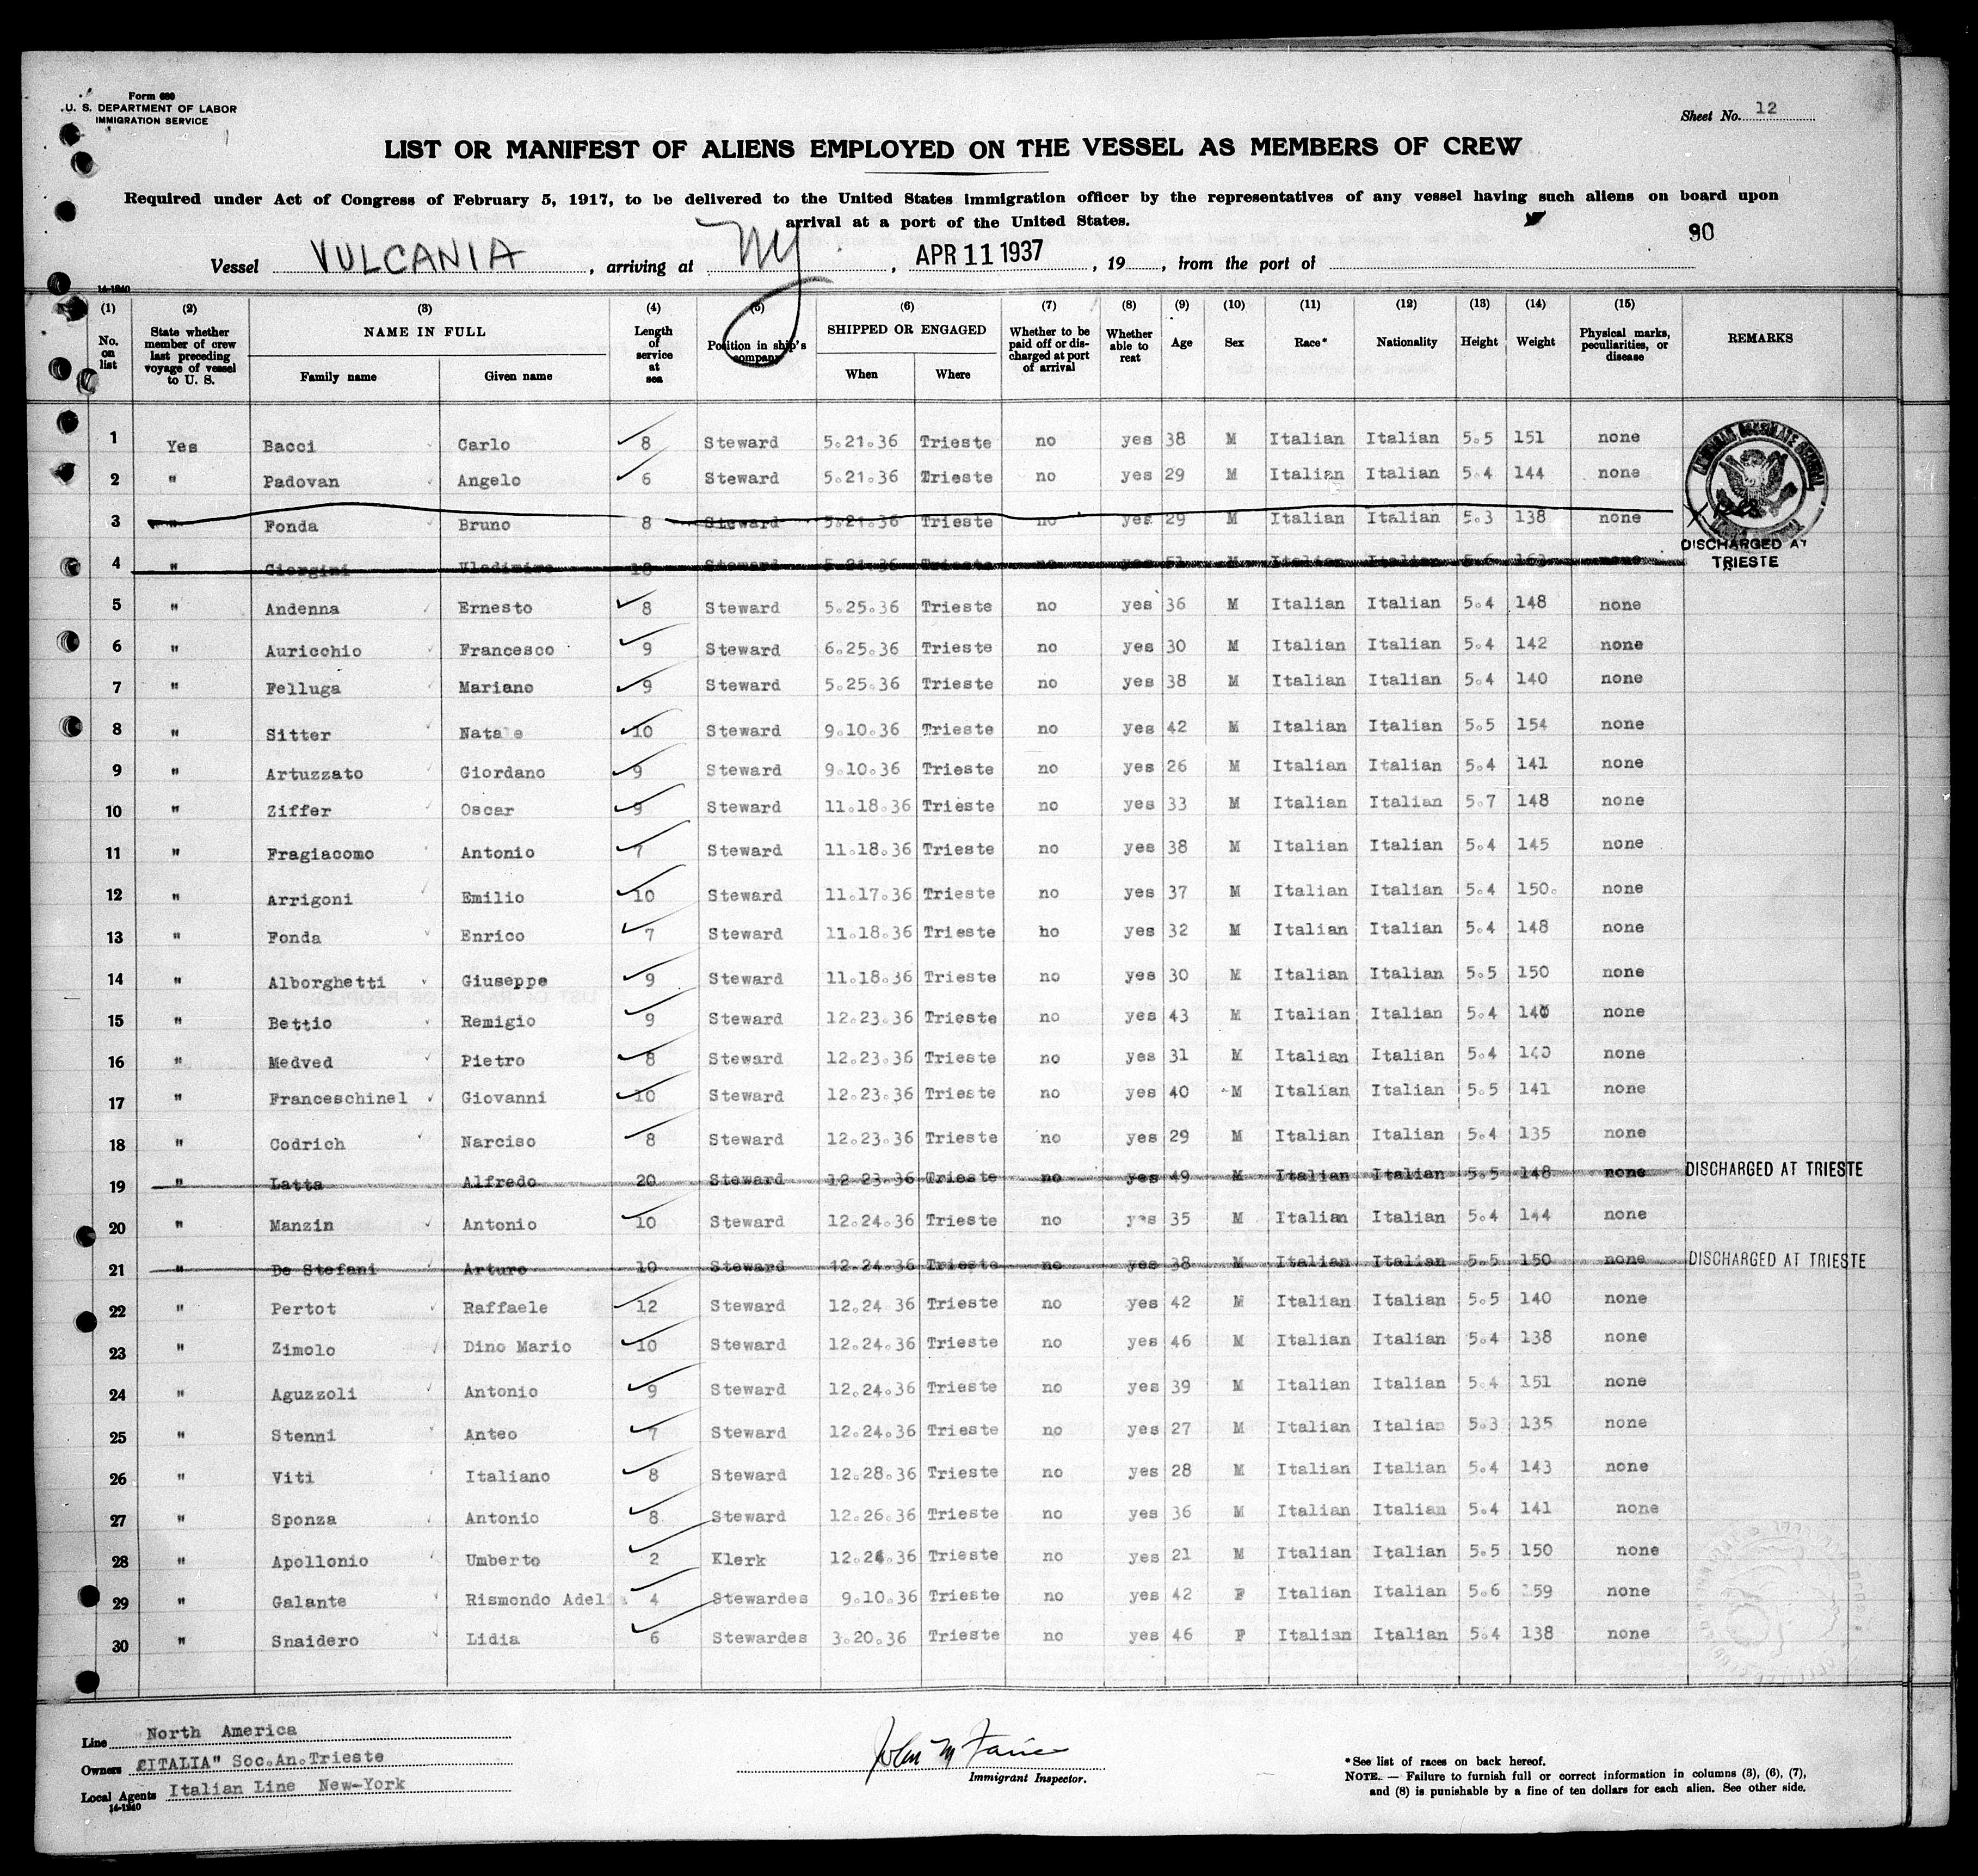 Form 680
U. S. DEPARTMENT OF LABOR
IMMIGRATION SERVICE
Sheet No. 12
LIST OR MANIFEST OF ALIENS EMPLOYED ON THE VESSEL AS MEMBERS OF CREW
Required under Act of Congress of February 5, 1917, to be delivered to the United States immigration officer by the representatives of any vessel having such aliens on board upon
arrival at a port of the United States.
90
Vessel VULCANIA, arriving at NY, APR 11 1937, 19, from the port of
14-1240
(1) No. on list (2) State whether member of crew last preceding voyage of vessel to U. S. (3) NAME IN FULL Family name Given name (4) Length of service at sea (5) Position in ship's company (6) SHIPPED OR ENGAGED When Where (7) Whether to be paid off or discharged at port of arrival (8) Whether able to reat (9) Age (10) Sex (11) Race* (12) Nationality (13) Height (14) Weight (15) Physical marks, peculiarities, or disease REMARKS
1 Yes Bacci Carlo 8 Steward 5.21.36 Trieste no yes 38 M Italian Italian 5.5 151 none
2 " Padovan Angelo 6 Steward 5.21.36 Trieste no yes 29 M Italian Italian 5.4 144 none
3 " Fonda Bruno 8 Steward 5.21.36 Trieste no yes 29 M Italian Italian 5.3 138 none
4 " Giorgini Vladimiro 18 Steward 5.21.36 Trieste no yes 51 M Italian Italian 5.6 none DISCHARGED AT TRIESTE
5 " Andenna Ernesto 8 Steward 5.25.36 Trieste no yes 36 M Italian Italian 5.4 148 none
6 " Auricchio Francesco 9 Steward 6.25.36 Trieste no yes 30 M Italian Italian 5.4 142 none
7 " Felluga Mariano 9 Steward 5.25.36 Trieste no yes 38 M Italian Italian 5.4 140 none
8 " Sitter Natale 10 Steward 9.10.36 Trieste no yes 42 M Italian Italian 5.5 154 none
9 " Artuzzato Giordano 9 Steward 9.10.36 Trieste no yes 26 M Italian Italian 5.4 141 none
10 " Ziffer Oscar 9 Steward 11.18.36 Trieste no yes 33 M Italian Italian 5.7 148 none
11 " Fragiacomo Antonio 7 Steward 11.18.36 Trieste no yes 38 M Italian Italian 5.4 145 none
12 " Arrigoni Emilio 10 Steward 11.17.36 Trieste no yes 37 M Italian Italian 5.4 150. none
13 " Fonda Enrico 7 Steward 11.18.36 Trieste ho yes 32 M Italian Italian 5.4 148 none
14 " Alborghetti Giuseppe 9 Steward 11.18.36 Trieste no yes 30 M Italian Italian 5.5 150 none
15 " Bettio Remigio 9 Steward 12.23.36 Trieste no yes 43 M Italian Italian 5.4 140 none
16 " Medved Pietro 8 Steward 12.23.36 Trieste no yes 31 M Italian Italian 5.4 140 none
17 " Franceschinel Giovanni 10 Steward 12.23.36 Trieste no yes 40 M Italian Italian 5.5 141 none
18 " Codrich Narciso 8 Steward 12.23.36 Trieste no yes 29 M Italian Italian 5.4 135 none
19 " Latta Alfredo 20 Steward 12 23.36 Trieste no yes 49 M Italian Italian 5.5 148 none DISCHARGED AT TRIESTE
20 " Manzin Antonio 10 Steward 12.24.36 Trieste no yes 35 M Italian Italian 5.4 144 none
21 " De Stefani Arturo 10 Steward 12.24.36 Trieste no yes 38 M Italian Italian 5.5 150 none DISCHARGED AT TRIESTE
22 " Pertot Raffaele 12 Steward 12.24 36 Trieste no yes 42 M Italian Italian 5.5 140 none
23 " Zimolo Dino Mario 10 Steward 12.24.36 Trieste no yes 46 M Italian Italian 5.4 138 none
24 " Aguzzoli Antonio 9 Steward 12.24.36 Trieste no yes 39 M Italian Italian 5.4 151 none
25 " Stenni Anteo 7 Steward 12.24.36 Trieste no yes 27 M Italian Italian 5.3 135 none
26 " Viti Italiano 8 Steward 12.28.36 Trieste no yes 28 M Italian Italian 5.4 143 none
27 " Sponza Antonio 8 Steward 12.26.36 Trieste no yes 36 M Italian Italian 5.4 141 none
28 " Apollonio Umberto 2 Klerk 12.24.36 Trieste no yes 21 M Italian Italian 5.5 150 none
29 " Galante Rismondo Adel 4 Stewardes 9.10.36 Trieste no yes 42 F Italian Italian 5.6 159 none
30 " Snaidero Lidia 6 Stewardes 3.20.36 Trieste no yes 46 F Italian Italian 5.4 138 none
Line North America
Owners "ITALIA" Soc.An.Trieste
Local Agents Italian Line New-York
14-1240
Immigrant Inspector.
*See list of races on back hereof.
NOTE. — Failure to furnish full or correct information in columns (3), (6), (7),
and (8) is punishable by a fine of ten dollars for each alien. See other side.